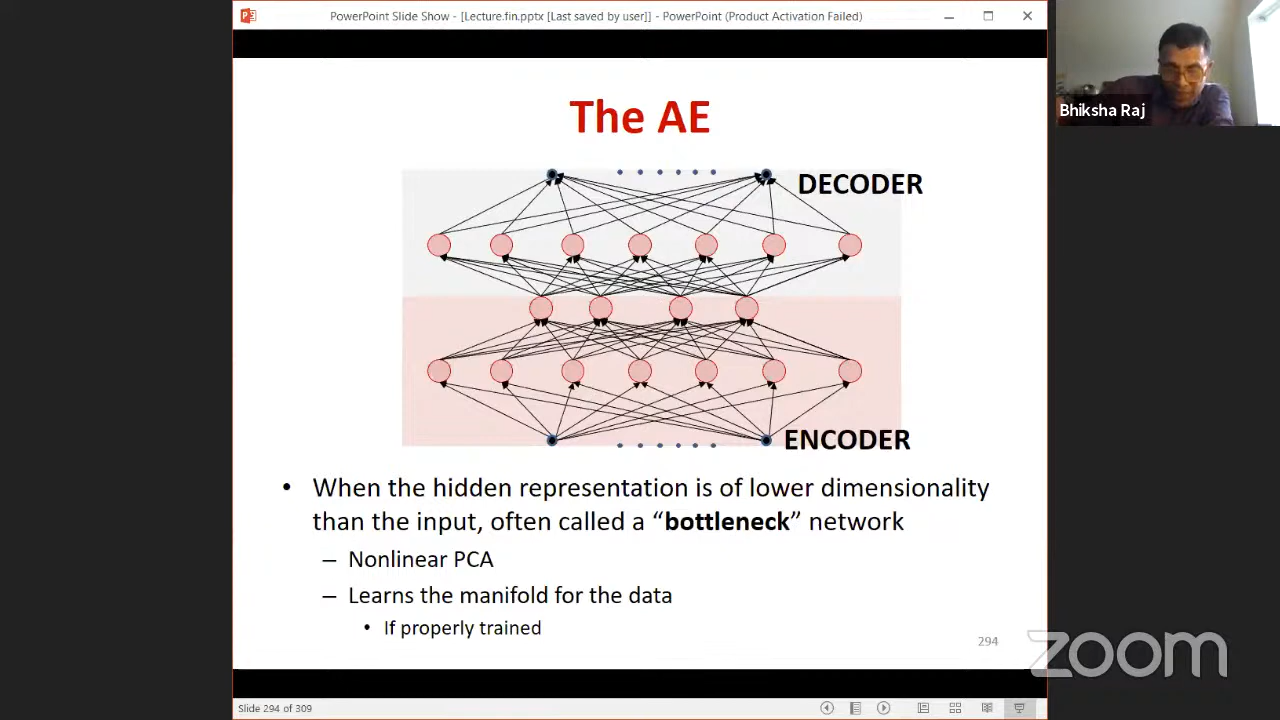 PowerPoint Slide Show - [Lecture.fin.pptx [Last saved by user]] - PowerPoint (Product Activation Failed)
Bhiksha Raj
The AE
DECODER
ENCODER
• When the hidden representation is of lower dimensionality
than the input, often called a “bottleneck” network
– Nonlinear PCA
– Learns the manifold for the data
• If properly trained
294
zoom
Slide 294 of 309